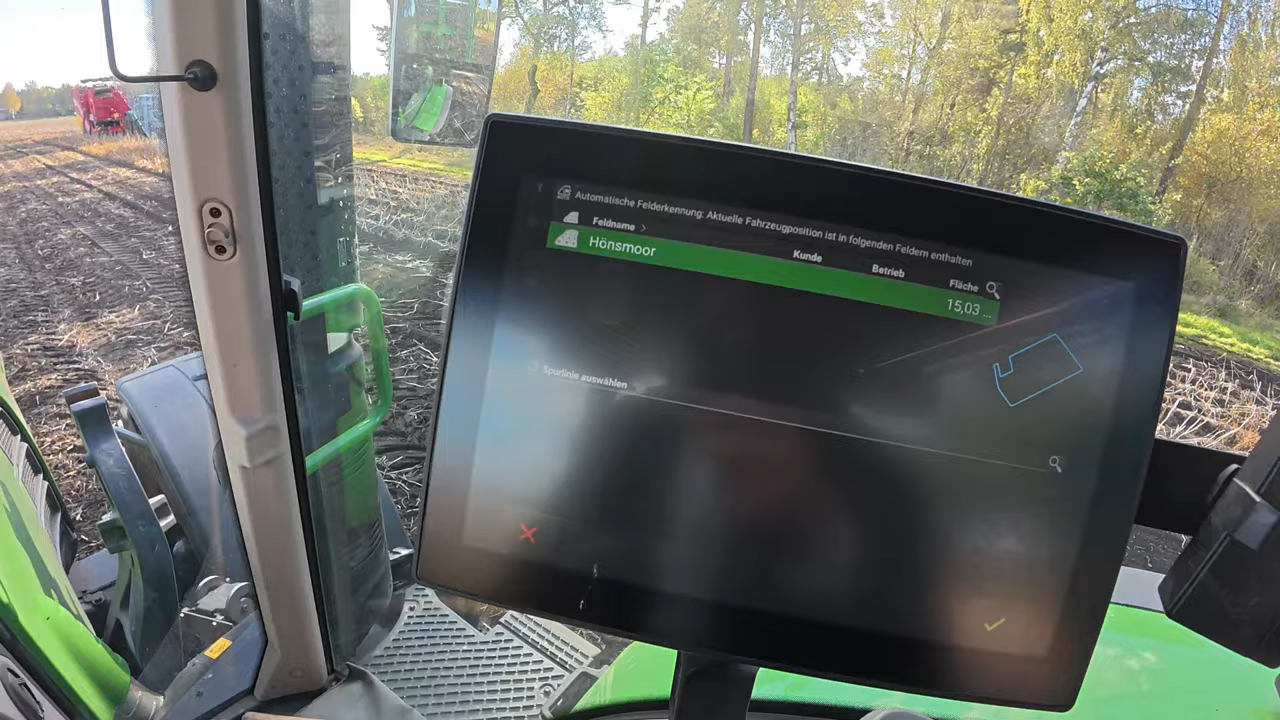 Automatische Felderkennung: Aktuelle Fahrzeugposition ist in folgenden Feldern enthalten
Feldname Kunde Betrieb Fläche
Hönsmoor 15,03 ...
Spurlinie auswählen